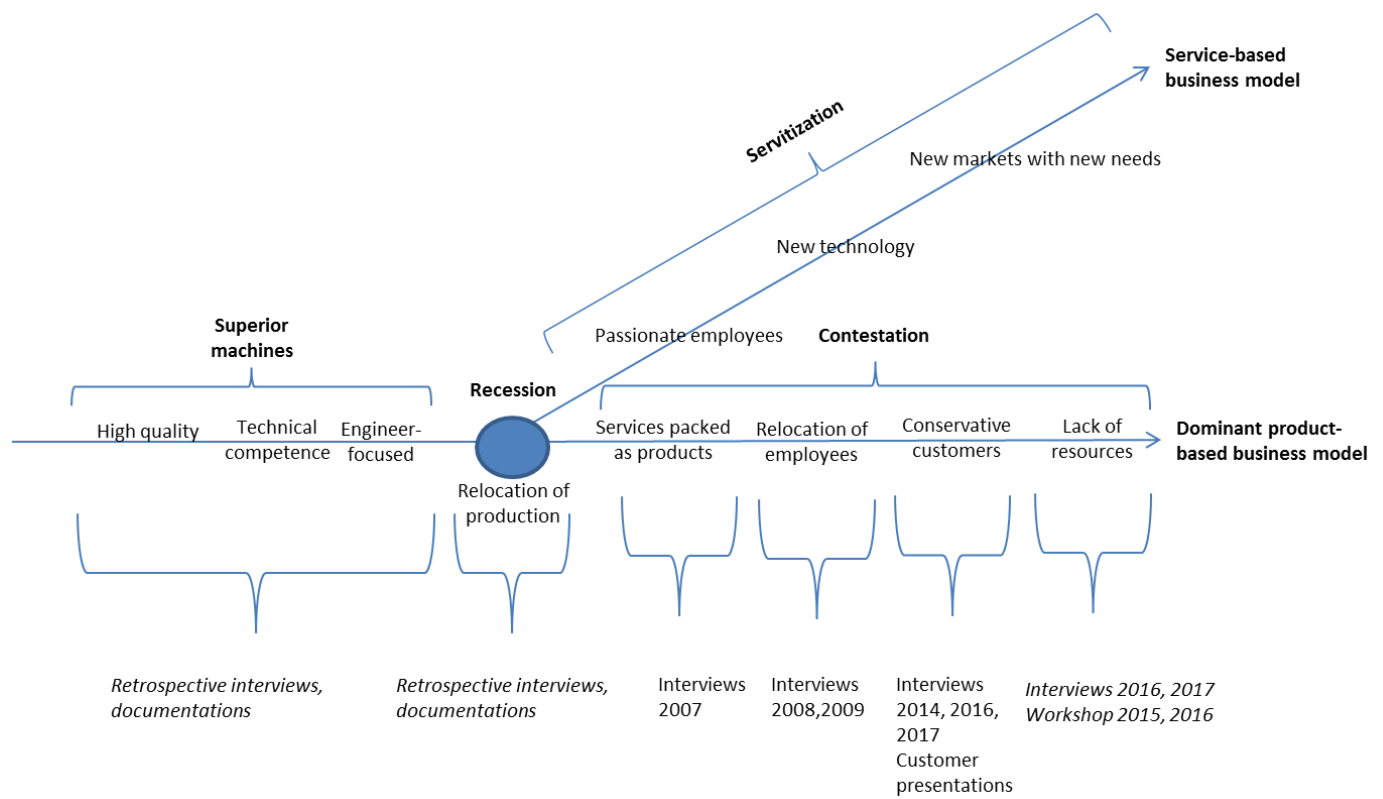 Service-based
business model
Servitization
New markets with new needs
New technology
Passionate employees
Superior
machines
Contestation
Recession
High quality
Technical
competence
Engineer-
focused
Services packed
as products
Relocation of
employees
Conservative
customers
Lack of
resources
Dominant product-
based business model
Relocation of
production
Retrospective interviews,
documentations
Retrospective interviews,
documentations
Interviews
2007
Interviews
2008,2009
Interviews
2014, 2016,
2017
Customer
presentations
Interviews 2016, 2017
Workshop 2015, 2016